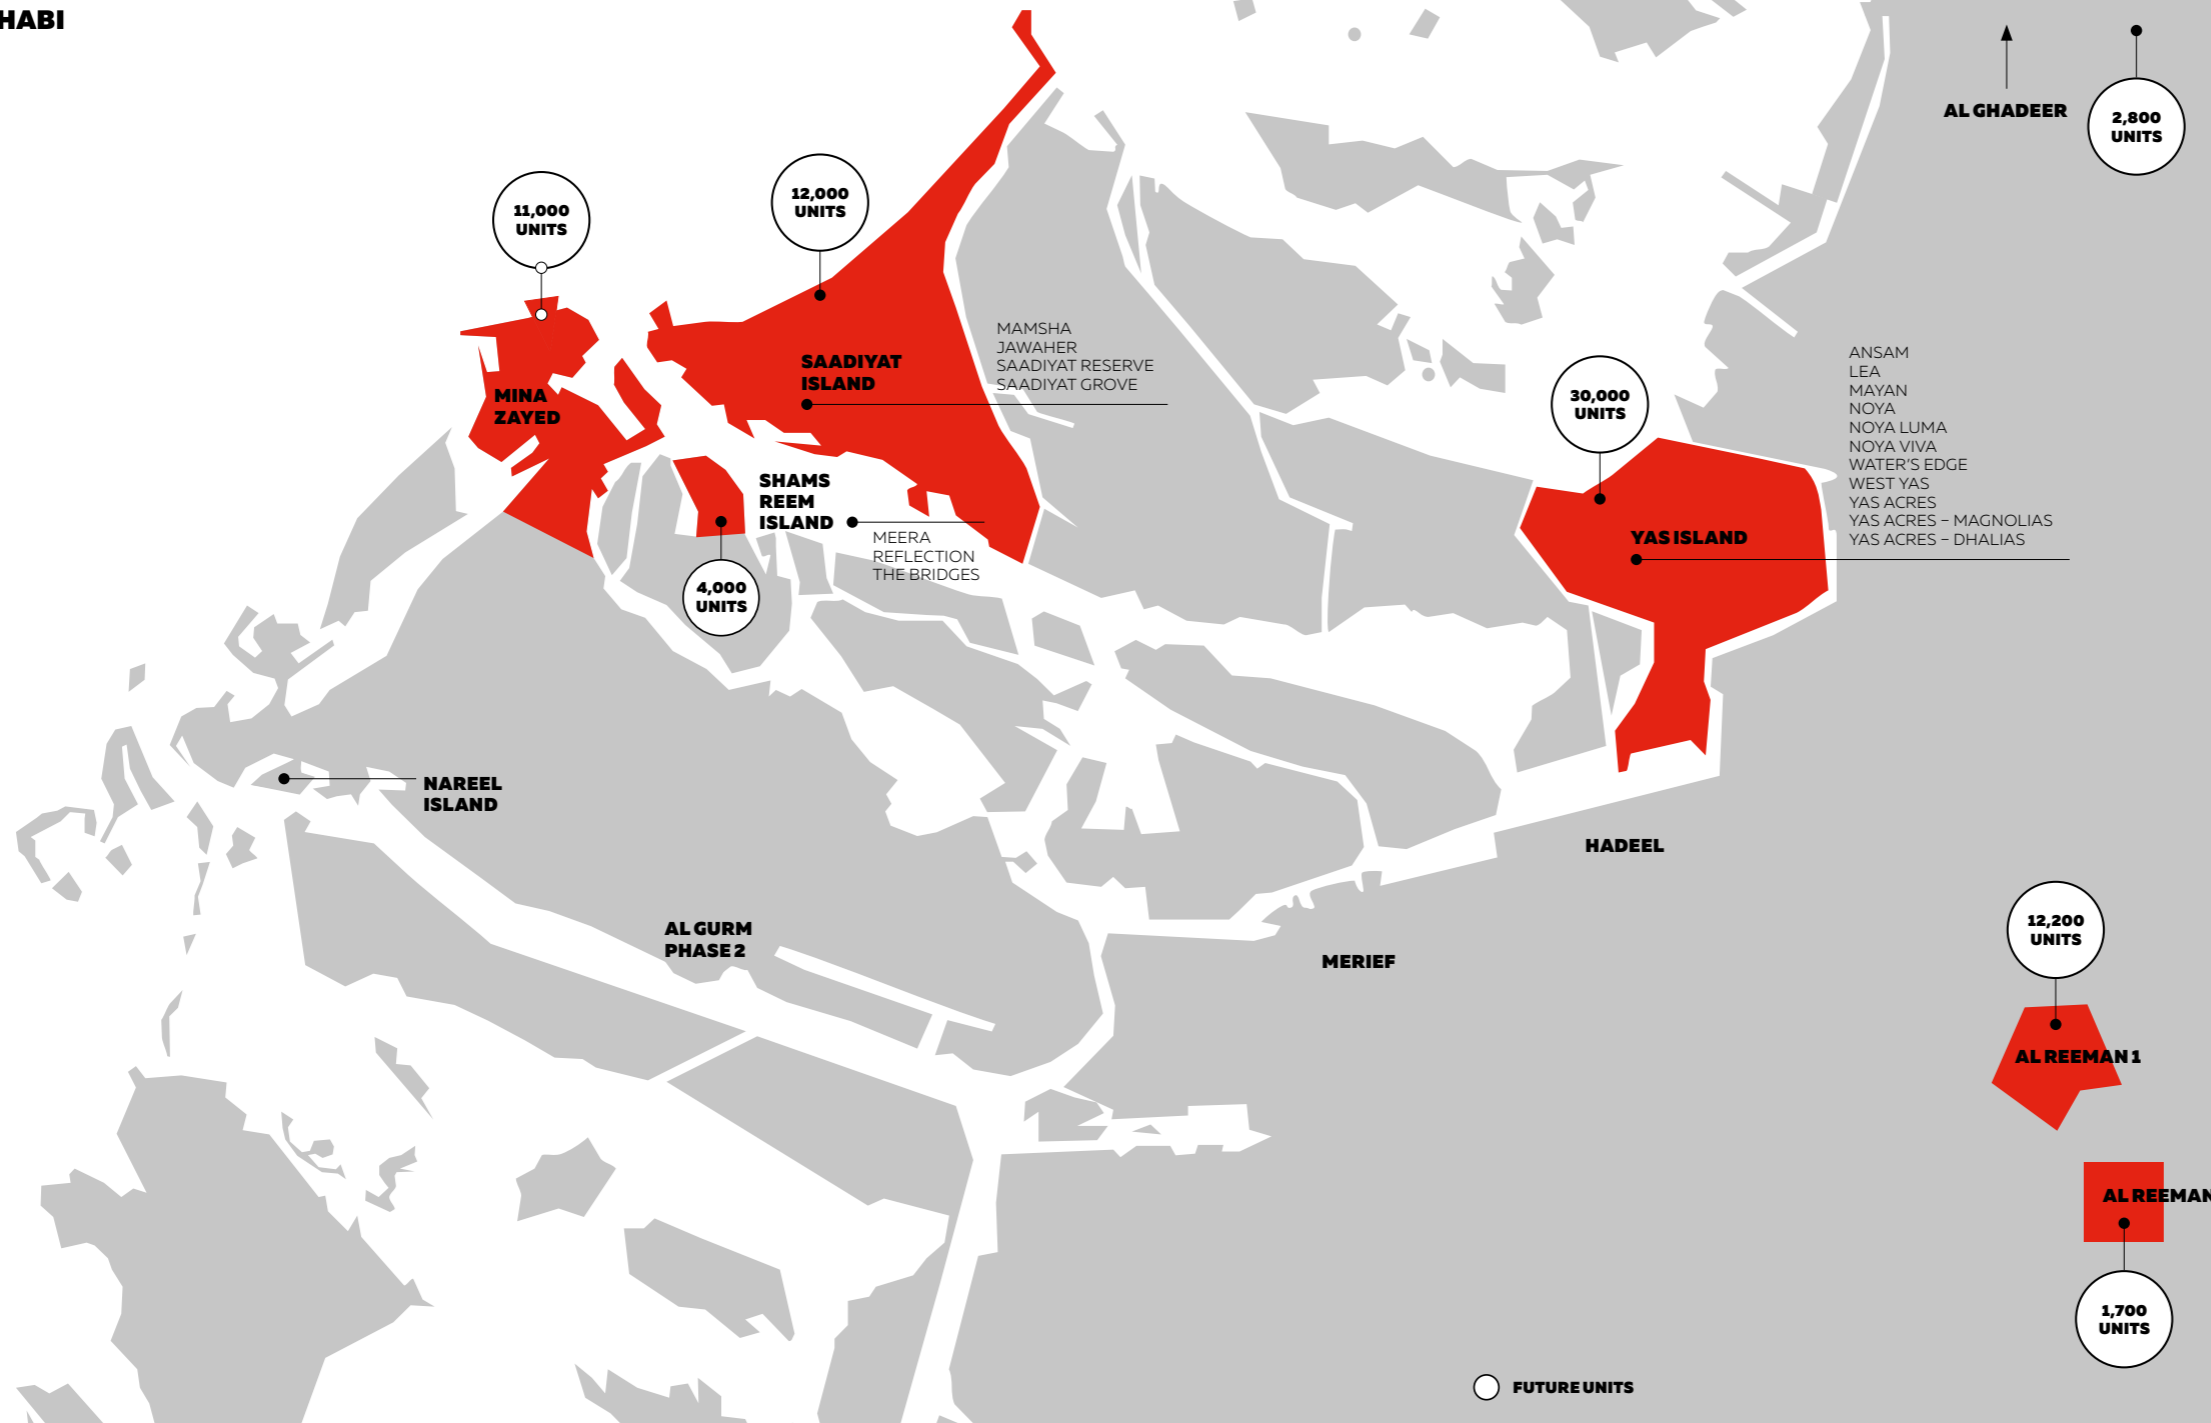 HABI
AL GHADEER
2,800
UNITS
11,000
UNITS
12,000
UNITS
MINA
ZAYED
SAADIYAT
ISLAND
MAMSHA
JAWAHER
SAADIYAT RESERVE
SAADIYAT GROVE
30,000
UNITS
ANSAM
LEA
MAYAN
NOYA
NOYA LUMA
NOYA VIVA
WATER'S EDGE
WEST YAS
YAS ACRES
YAS ACRES – MAGNOLIAS
YAS ACRES – DHALIAS
YAS ISLAND
SHAMS
REEM
ISLAND
MEERA
REFLECTION
THE BRIDGES
4,000
UNITS
NAREEL
ISLAND
HADEEL
AL GURM
PHASE 2
MERIEF
12,200
UNITS
AL REEMAN 1
AL REEMAN
1,700
UNITS
FUTURE UNITS